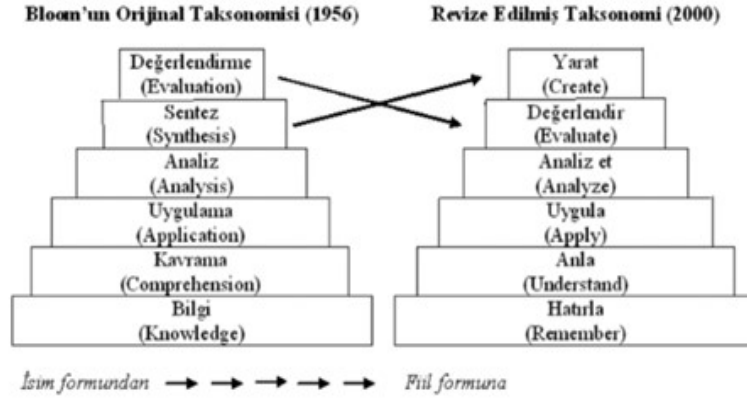 Bloom'un Orijinal Taksonomisi (1956)
Değerlendirme
(Evaluation)
Sentez
(Synthesis)
Analiz
(Analysis)
Uygulama
(Application)
Kavrama
(Comprehension)
Bilgi
(Knowledge)
Revize Edilmiş Taksonomi (2000)
Yarat
(Create)
Değerlendir
(Evaluate)
Analiz et
(Analyze)
Uygula
(Apply)
Anla
(Understand)
Hatırla
(Remember)
İsim formundan
Fiil formuna